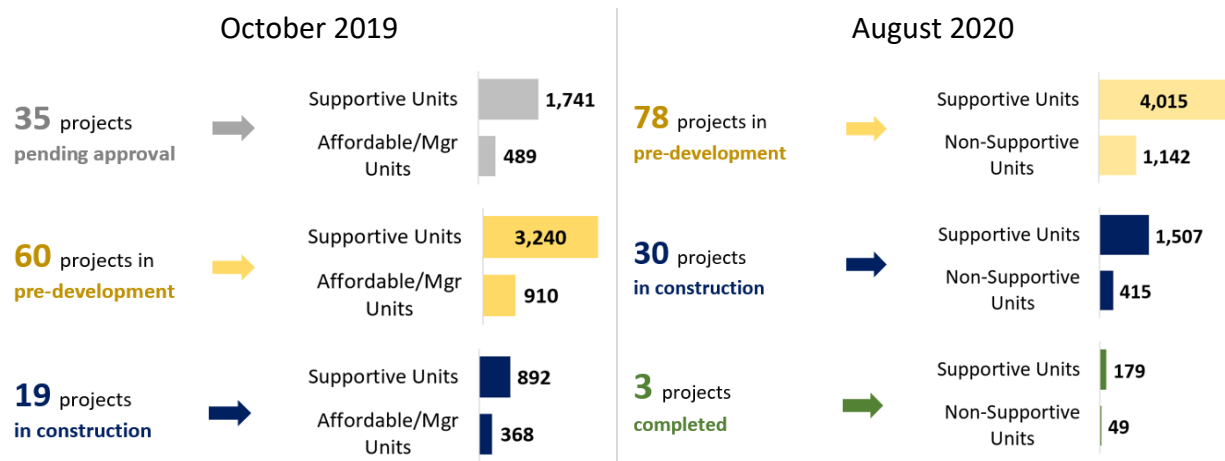 October 2019
35 projects
pending approval
Supportive Units
1,741
Affordable/Mgr
Units
489
60 projects in
pre-development
Supportive Units
3,240
Affordable/Mgr
Units
910
19 projects
in construction
Supportive Units
892
Affordable/Mgr
Units
368
August 2020
78 projects in
pre-development
Supportive Units
4,015
Non-Supportive
Units
1,142
30 projects
in construction
Supportive Units
1,507
Non-Supportive
Units
415
3 projects
completed
Supportive Units
179
Non-Supportive
Units
49